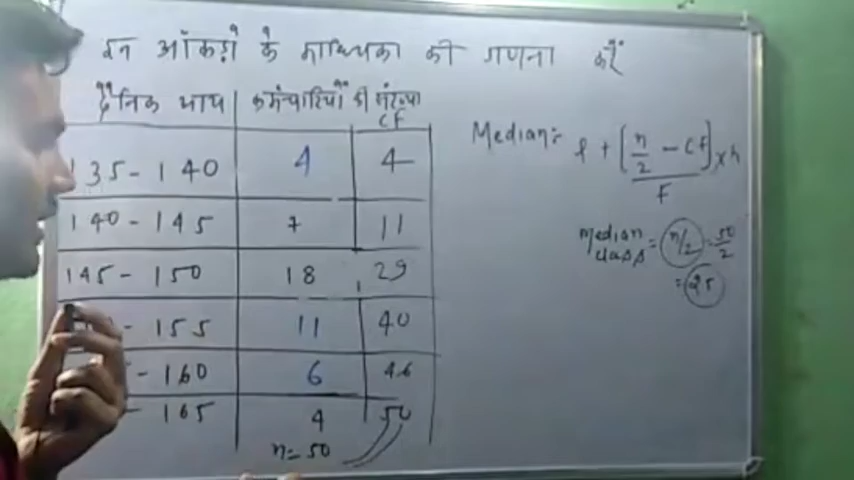 इन आँकड़ों के माध्यिका की गणना करें
दैनिक आय कर्मचारियों की संख्या
CF
135 - 140 4 4
140 - 145 7 11
145 - 150 18 29
- 155 11 40
- 160 6 46
- 165 4 50
n = 50
Median:- l + [n/2 - Cf] x h
F
median class = n/2 = 50/2
= 25